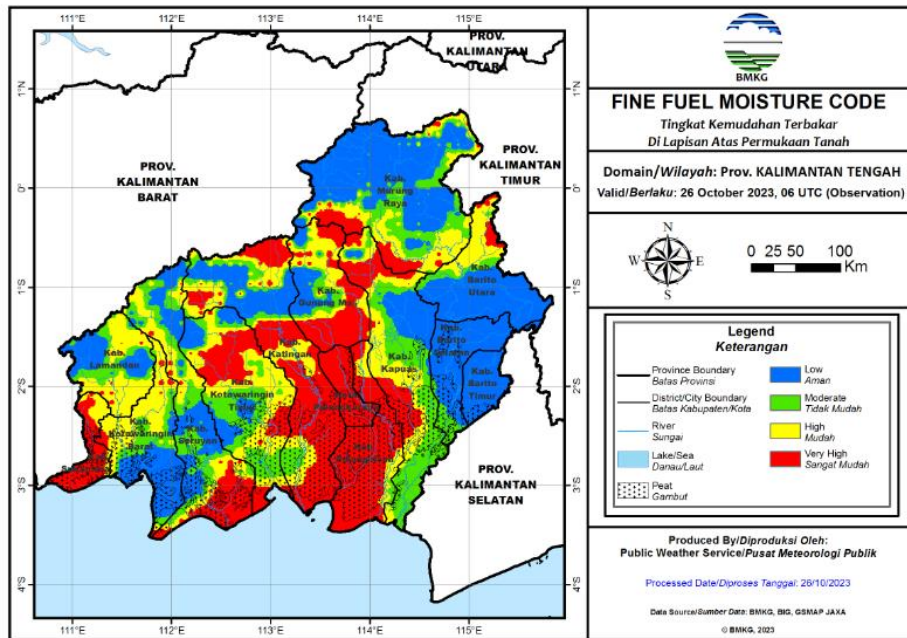 111°E 112°E 113°E 114°E 115°E
PROV.
KALIMANTAN
UTARA
1°N
0°
1°S
2°S
3°S
4°S
PROV.
KALIMANTAN
BARAT
PROV.
KALIMANTAN
TIMUR
Kab.
Murung
Raya
Kab.
Barito
Utara
Kab.
Gunung Mas
Kab.
Katingan
Kab.
Lamandau
Kab.
Kapuas
Kab.
Barito
Selatan
Kab.
Barito
Timur
Kab.
Kotawaringin
Timur
Kab.
Kotawaringin
Barat
Kab.
Seruyan
PROV.
KALIMANTAN
SELATAN
111°E 112°E 113°E 114°E 115°E
BMKG
FINE FUEL MOISTURE CODE
Tingkat Kemudahan Terbakar
Di Lapisan Atas Permukaan Tanah
Domain/Wilayah: Prov. KALIMANTAN TENGAH
Valid/Berlaku: 26 October 2023, 06 UTC (Observation)
N
W E
S
0 25 50 100
Km
Legend
Keterangan
Province Boundary
Batas Provinsi
District/City Boundary
Batas Kabupaten/Kota
River
Sungai
Lake/Sea
Danau/Laut
Peat
Gambut
Low
Aman
Moderate
Tidak Mudah
High
Mudah
Very High
Sangat Mudah
Produced By/Diproduksi Oleh:
Public Weather Service/Pusat Meteorologi Publik
Processed Date/Diproses Tanggal: 26/10/2023
Data Source/Sumber Data: BMKG, BIG, GSMAP JAXA
© BMKG, 2023